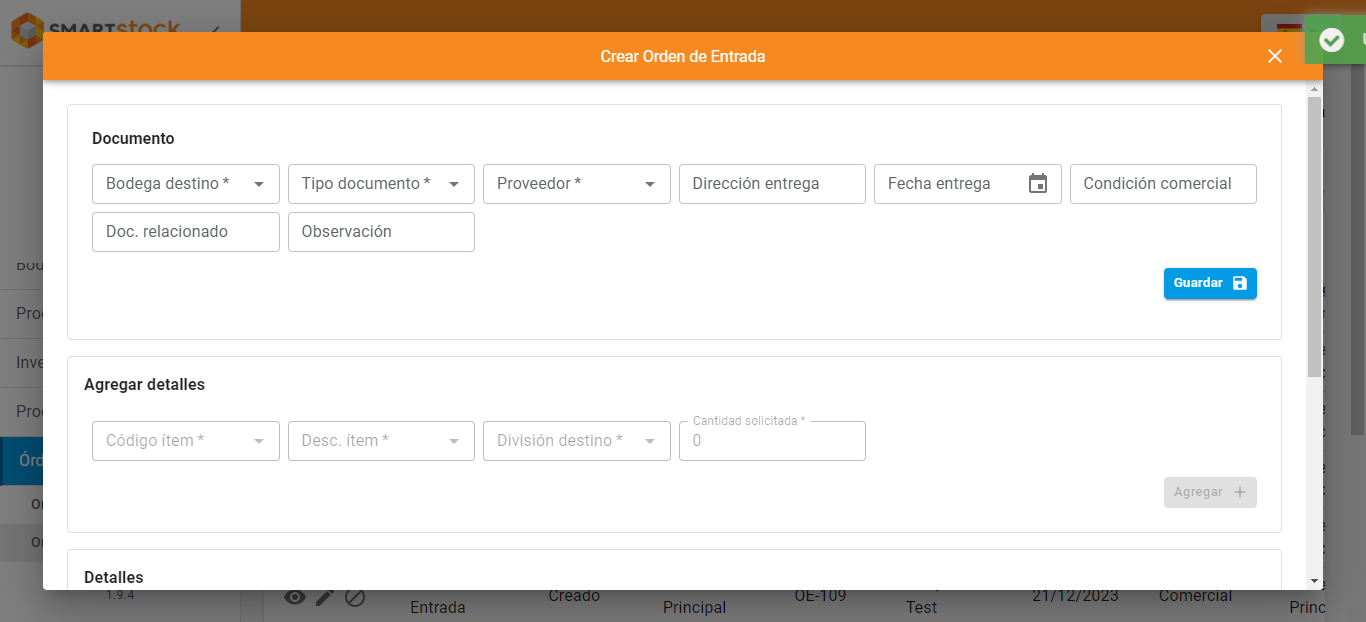 SMARTstock
Crear Orden de Entrada
Documento
Bodega destino *
Tipo documento *
Proveedor *
Dirección entrega
Fecha entrega
Condición comercial
Doc. relacionado
Observación
Guardar
Agregar detalles
Código ítem *
Desc. ítem *
División destino *
Cantidad solicitada *
0
Agregar
Detalles
1.9.4
Entrada
Creado
Principal
OE-109
Test
21/12/2023
Comercial